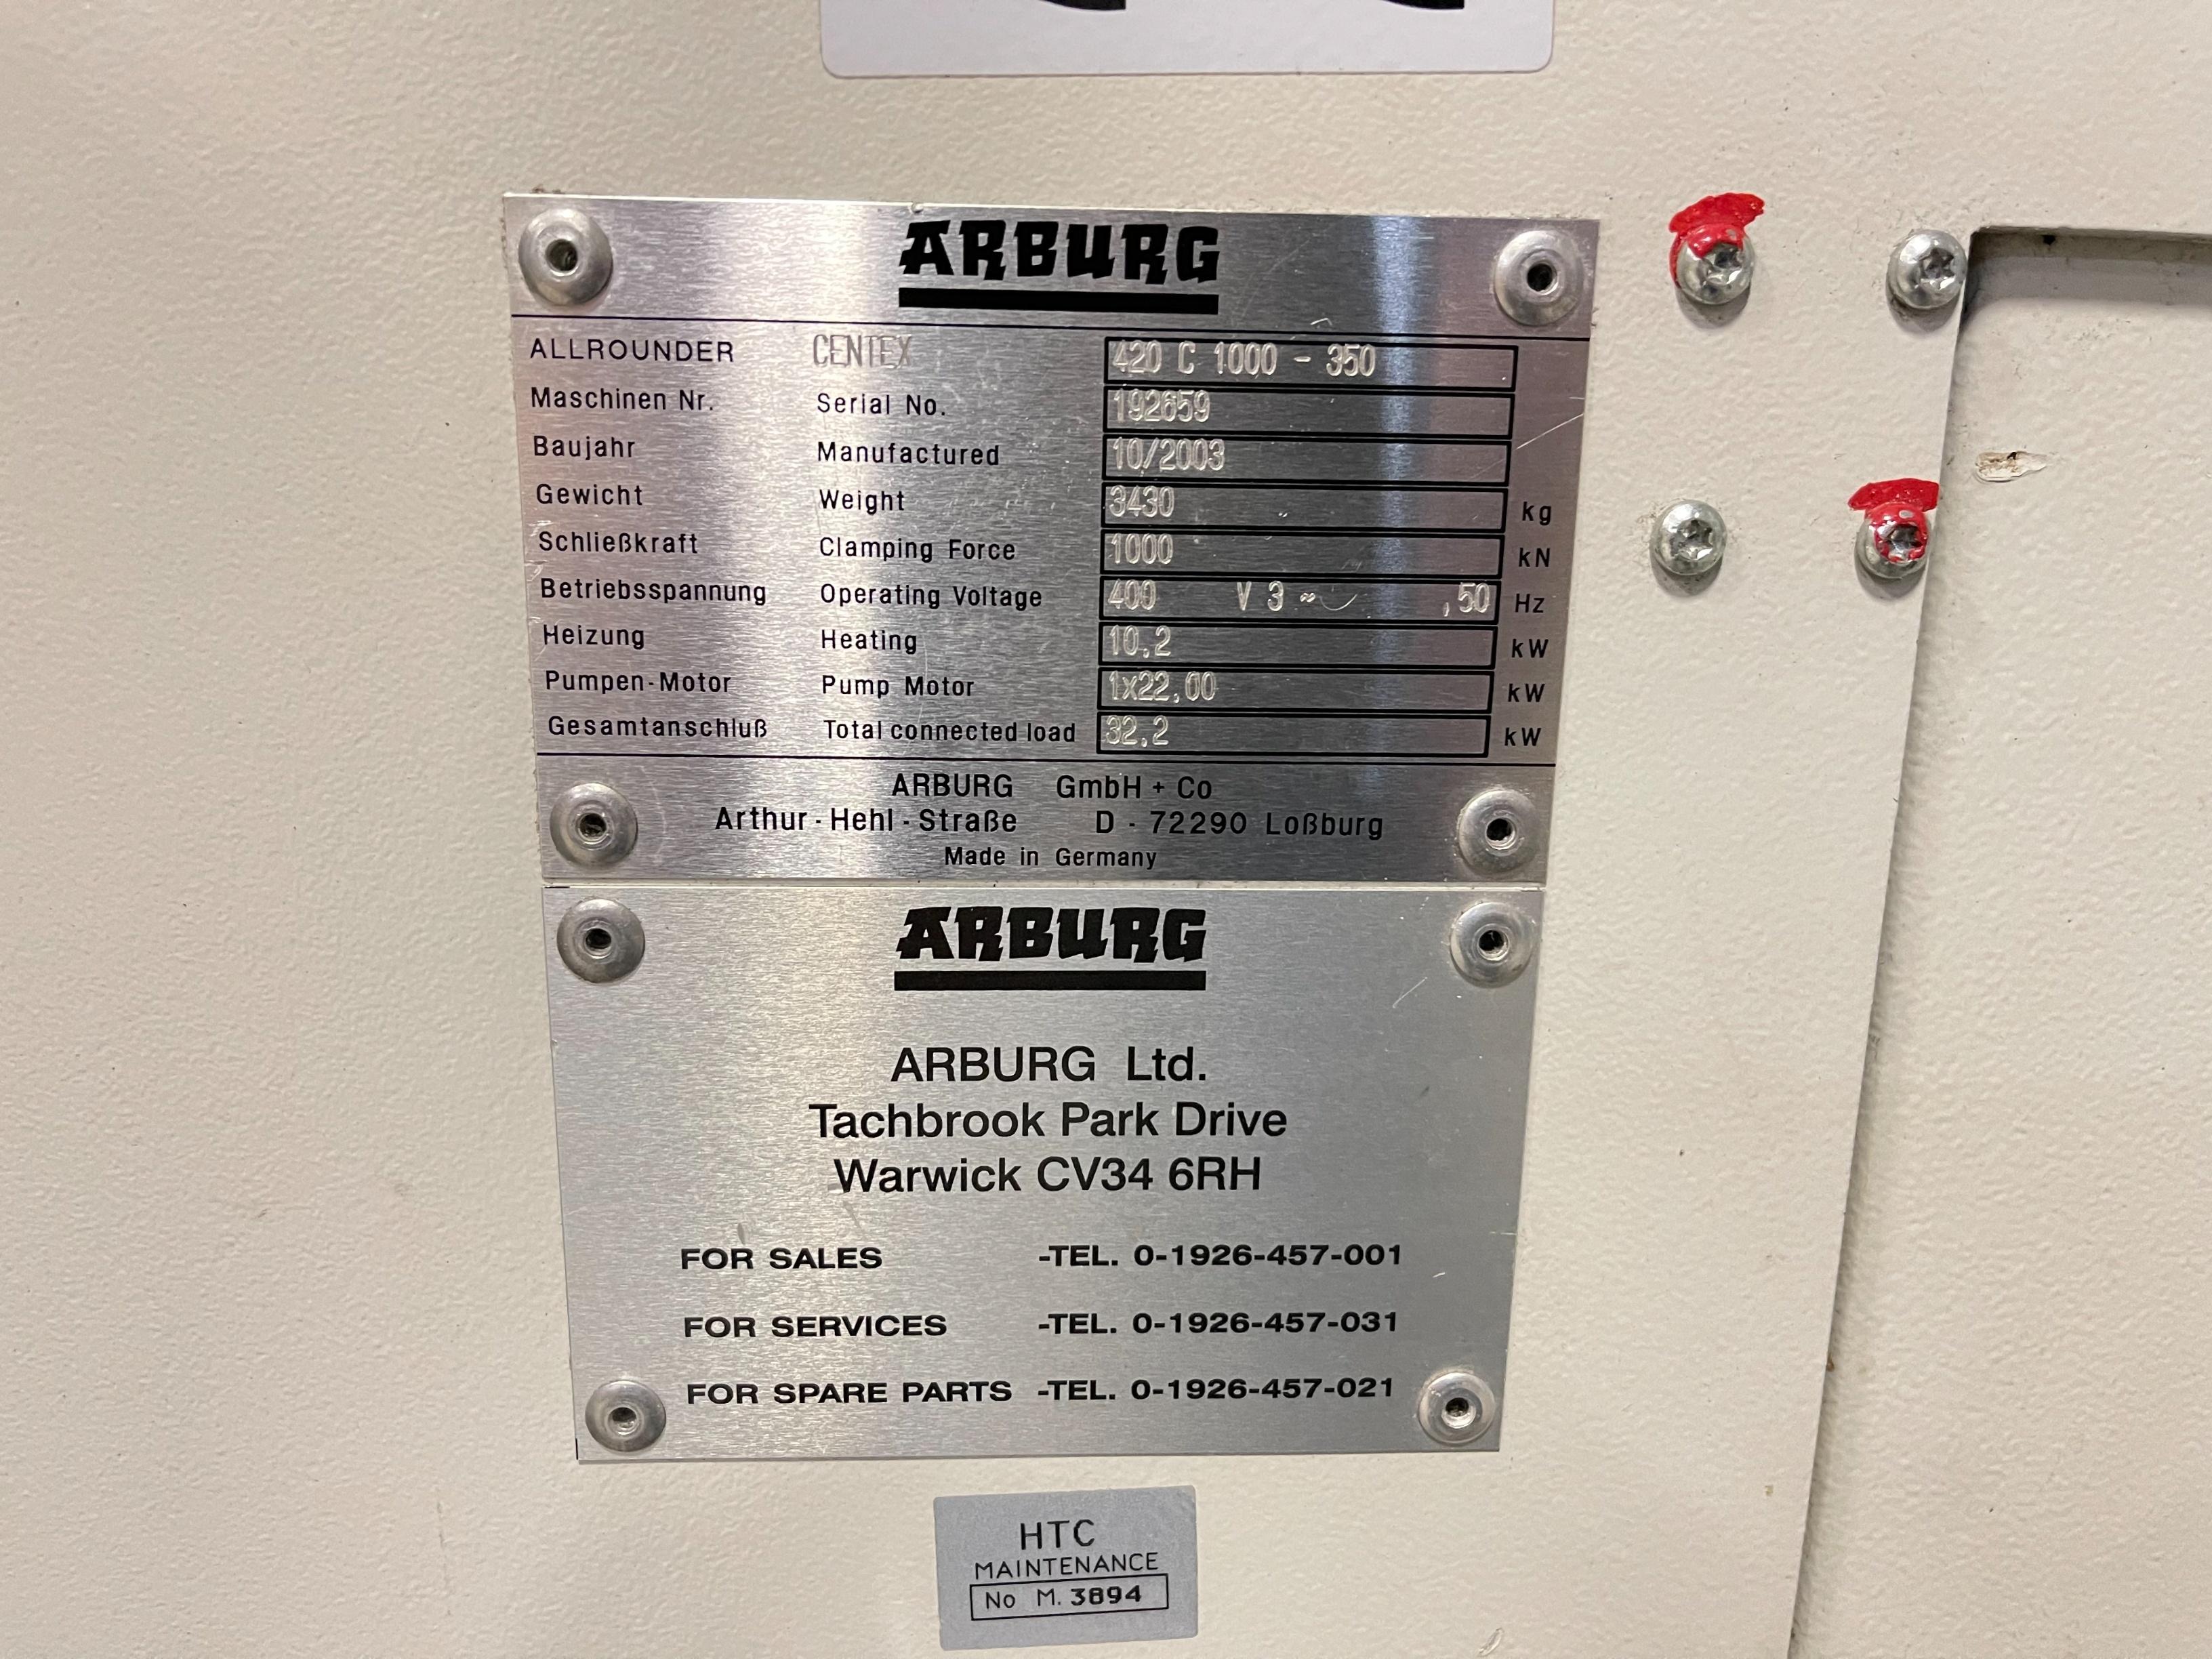 ARBURG
ALLROUNDER CENTEX 420 C 1000 - 350
Maschinen Nr. Serial No. 192659
Baujahr Manufactured 10/2003
Gewicht Weight 3430 kg
Schließkraft Clamping Force 1000 kN
Betriebsspannung Operating Voltage 400 V 3 ~ ,50 Hz
Heizung Heating 10,2 kW
Pumpen-Motor Pump Motor 1x22,00 kW
Gesamtanschluß Total connected load 32,2 kW
ARBURG GmbH + Co
Arthur - Hehl - Straße D - 72290 Loßburg
Made in Germany
ARBURG
ARBURG Ltd.
Tachbrook Park Drive
Warwick CV34 6RH
FOR SALES -TEL. 0-1926-457-001
FOR SERVICES -TEL. 0-1926-457-031
FOR SPARE PARTS -TEL. 0-1926-457-021
HTC
MAINTENANCE
No M. 3894